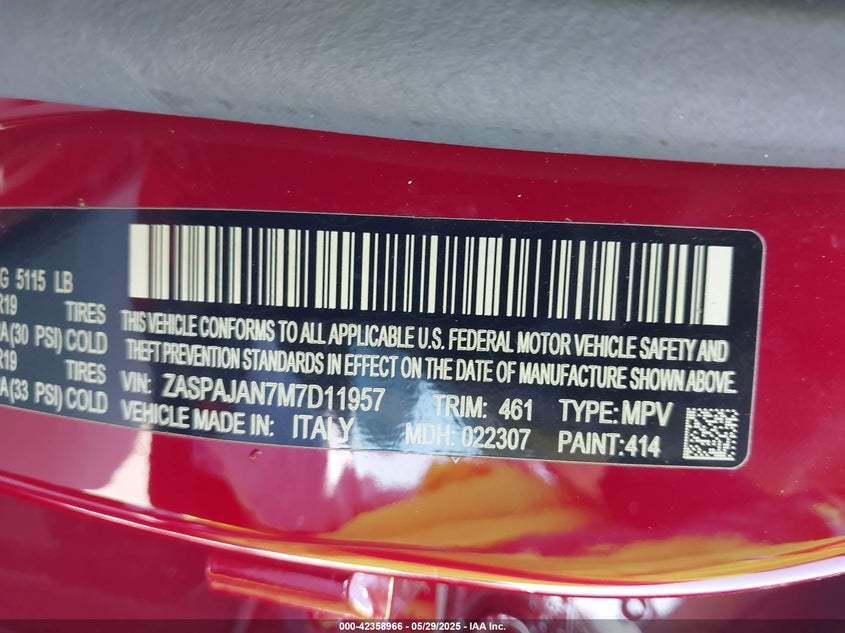 G 5115 LB
R19 TIRES
A(30 PSI) COLD
R19 TIRES
A(33 PSI) COLD
THIS VEHICLE CONFORMS TO ALL APPLICABLE U.S. FEDERAL MOTOR VEHICLE SAFETY AND
THEFT PREVENTION STANDARDS IN EFFECT ON THE DATE OF MANUFACTURE SHOWN ABOVE.
VIN: ZASPAJAN7M7D11957 TRIM: 461 TYPE: MPV
VEHICLE MADE IN: ITALY MDH: 022307 PAINT:414
000-42358966 / 05/29/2025 - IAA Inc.